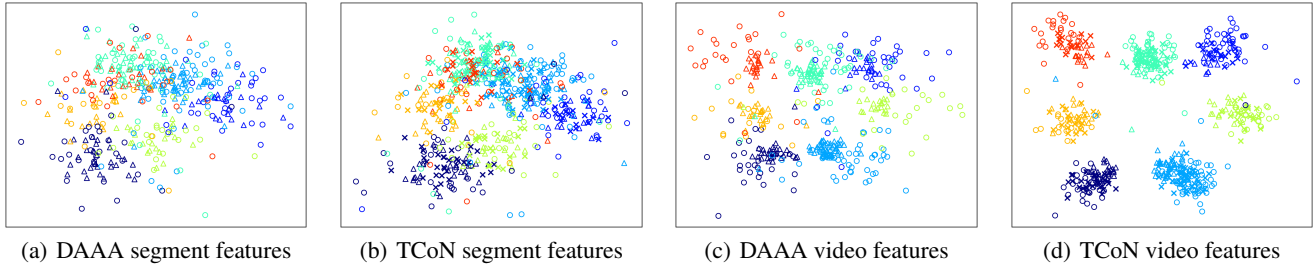 (a) DAAA segment features
(b) TCoN segment features
(c) DAAA video features
(d) TCoN video features